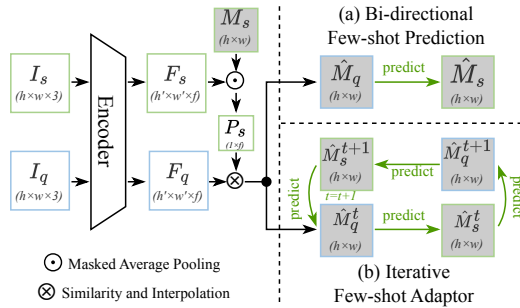 M_s
(h×w)
I_s
(h×w×3)
Encoder
F_s
(h'×w'×f)
P_s
(1×f)
I_q
(h×w×3)
F_q
(h'×w'×f)
Masked Average Pooling
Similarity and Interpolation
(a) Bi-directional
Few-shot Prediction
M̂_q
(h×w)
predict
M̂_s
(h×w)
M̂_s^{t+1}
(h×w)
predict
M̂_q^{t+1}
(h×w)
predict
t=t+1
predict
M̂_q^t
(h×w)
predict
M̂_s^t
(h×w)
(b) Iterative
Few-shot Adaptor